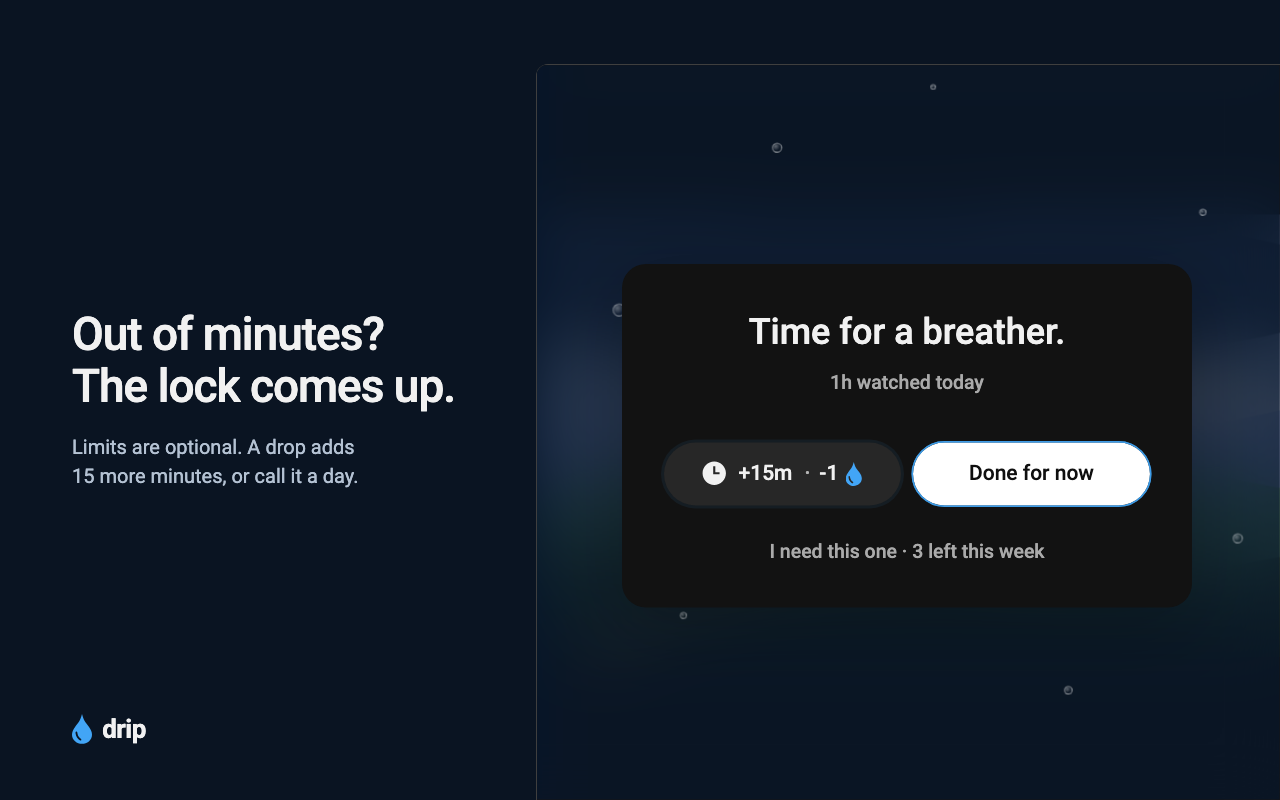 Out of minutes?
The lock comes up.
Limits are optional. A drop adds
15 more minutes, or call it a day.
drip
Time for a breather.
1h watched today
+15m · -1
Done for now
I need this one · 3 left this week